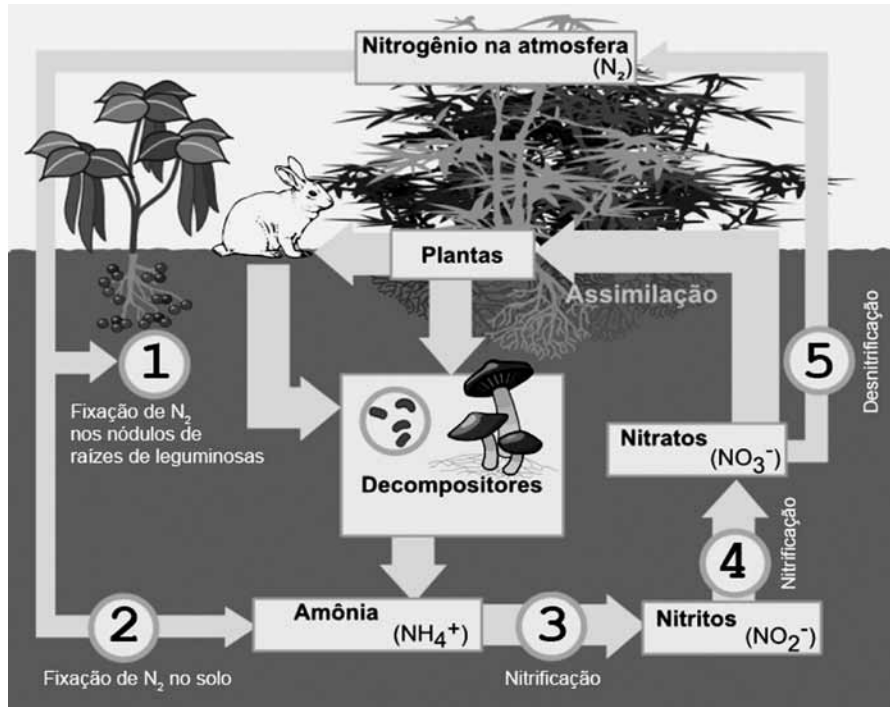 Nitrogênio na atmosfera
(N₂)
Plantas
Assimilação
1
Fixação de N₂
nos nódulos de
raízes de leguminosas
Decompositores
5
Desnitrificação
Nitratos
(NO₃⁻)
4
Nitrificação
2
Fixação de N₂ no solo
Amônia
(NH₄⁺)
3
Nitrificação
Nitritos
(NO₂⁻)